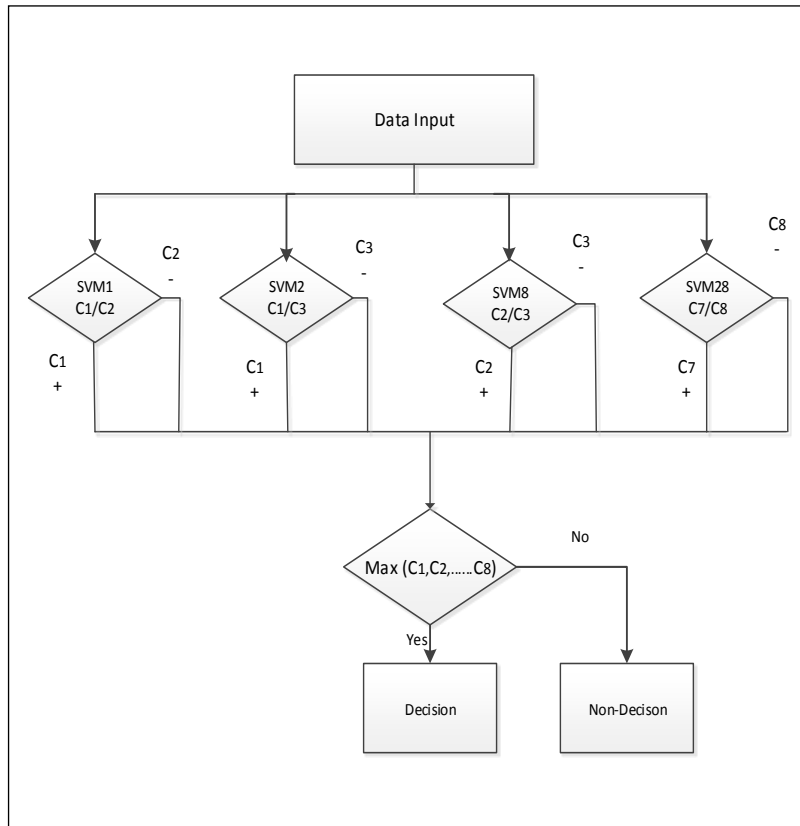 Data Input
C2
-
C3
-
C3
-
C8
-
SVM1
C1/C2
SVM2
C1/C3
SVM8
C2/C3
SVM28
C7/C8
C1
+
C1
+
C2
+
C7
+
Max (C1,C2,......C8)
No
Yes
Decision
Non-Decison